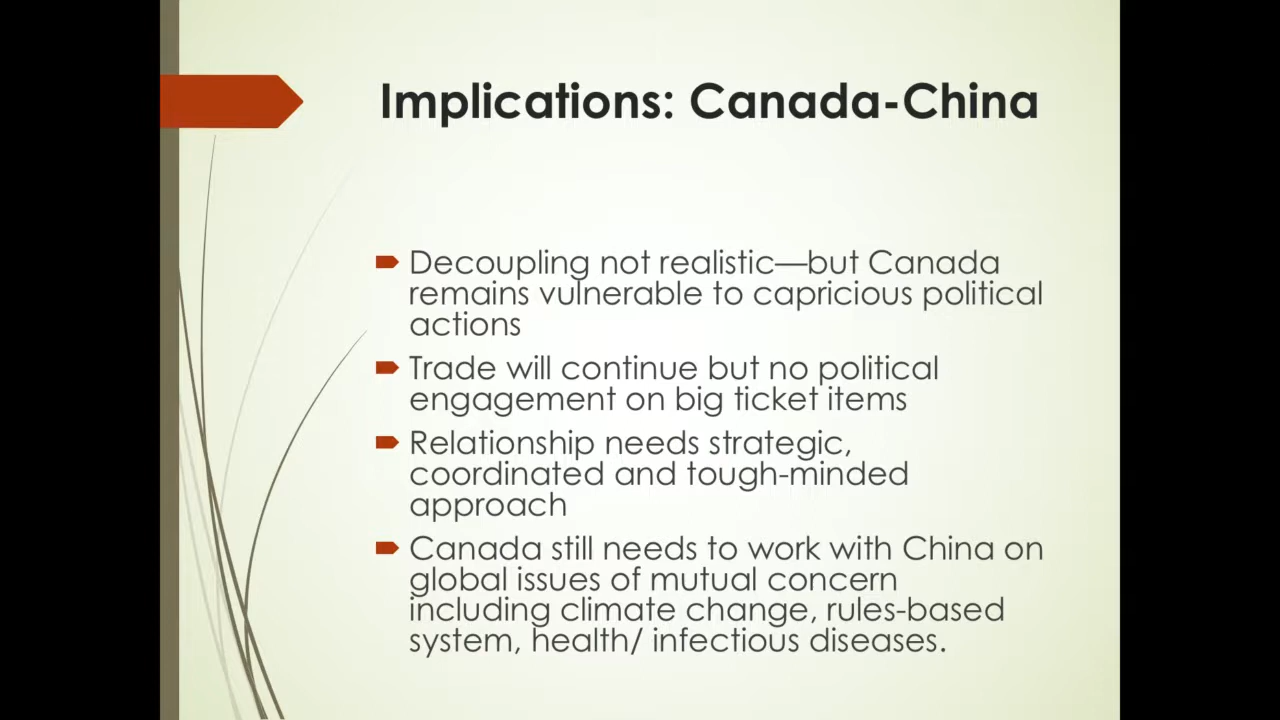 Implications: Canada-China
Decoupling not realistic—but Canada
remains vulnerable to capricious political
actions
Trade will continue but no political
engagement on big ticket items
Relationship needs strategic,
coordinated and tough-minded
approach
Canada still needs to work with China on
global issues of mutual concern
including climate change, rules-based
system, health/ infectious diseases.